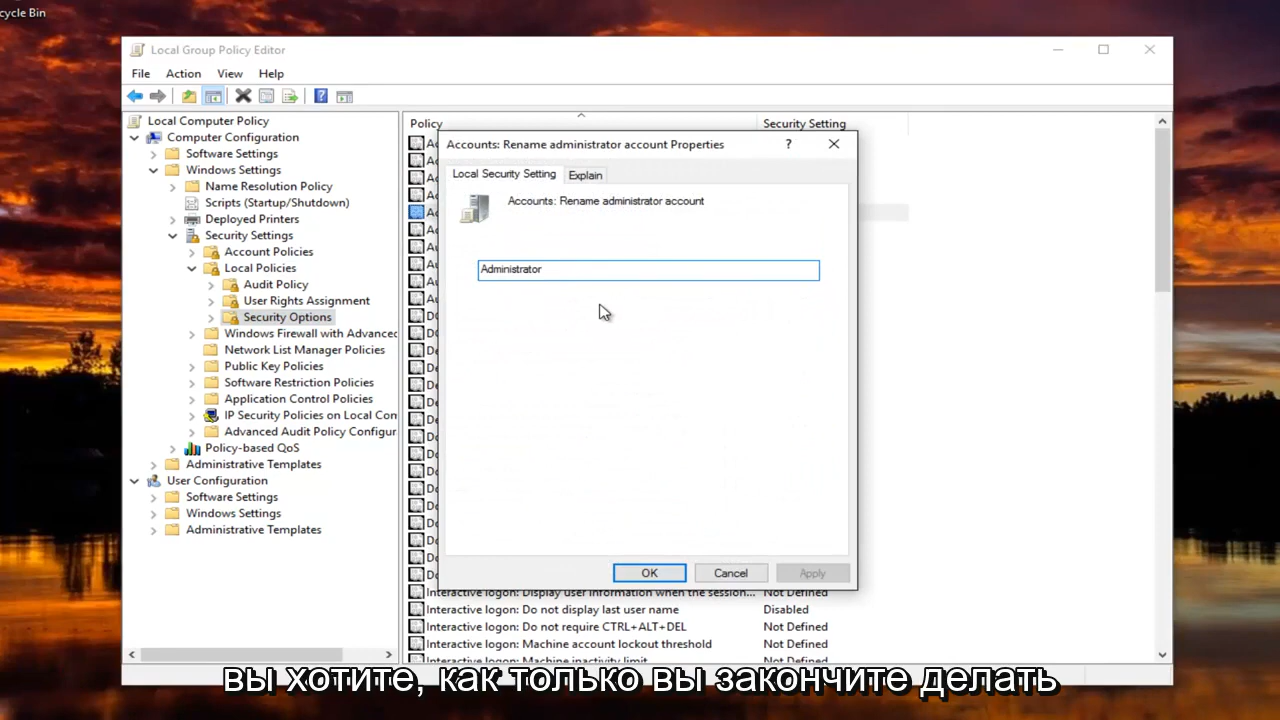 cycle Bin
Local Group Policy Editor
File Action View Help
Local Computer Policy
Computer Configuration
Software Settings
Windows Settings
Name Resolution Policy
Scripts (Startup/Shutdown)
Deployed Printers
Security Settings
Account Policies
Local Policies
Audit Policy
User Rights Assignment
Security Options
Windows Firewall with Advanced
Network List Manager Policies
Public Key Policies
Software Restriction Policies
Application Control Policies
IP Security Policies on Local Con
Advanced Audit Policy Configur
Policy-based QoS
Administrative Templates
User Configuration
Software Settings
Windows Settings
Administrative Templates
Policy Security Setting
Accounts: Rename administrator account Properties ?
Local Security Setting Explain
Accounts: Rename administrator account
Administrator
OK Cancel Apply
Interactive logon: Display user information when the session... Not Defined
Interactive logon: Do not display last user name Disabled
Interactive logon: Do not require CTRL+ALT+DEL Not Defined
Interactive logon: Machine account lockout threshold Not Defined
Interactive logon: Machine inactivity limit Not Defined
вы хотите, как только вы закончите делать